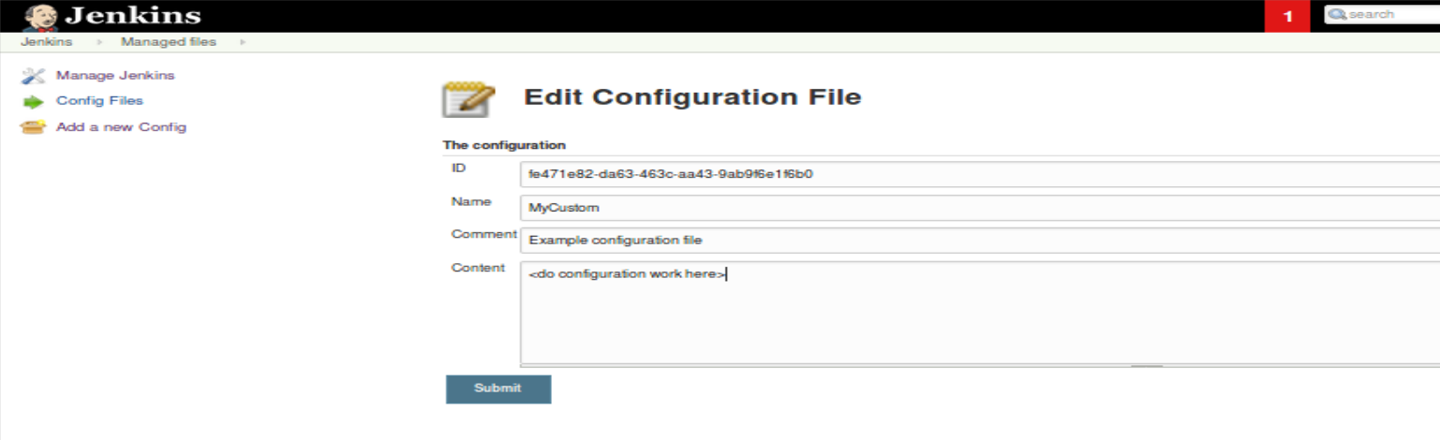 Jenkins
1
search
Jenkins
Managed files
Manage Jenkins
Config Files
Add a new Config
Edit Configuration File
The configuration
ID
fe471e82-da63-463c-aa43-9ab9f6e1f6b0
Name
MyCustom
Comment
Example configuration file
Content
<do configuration work here>
Submit